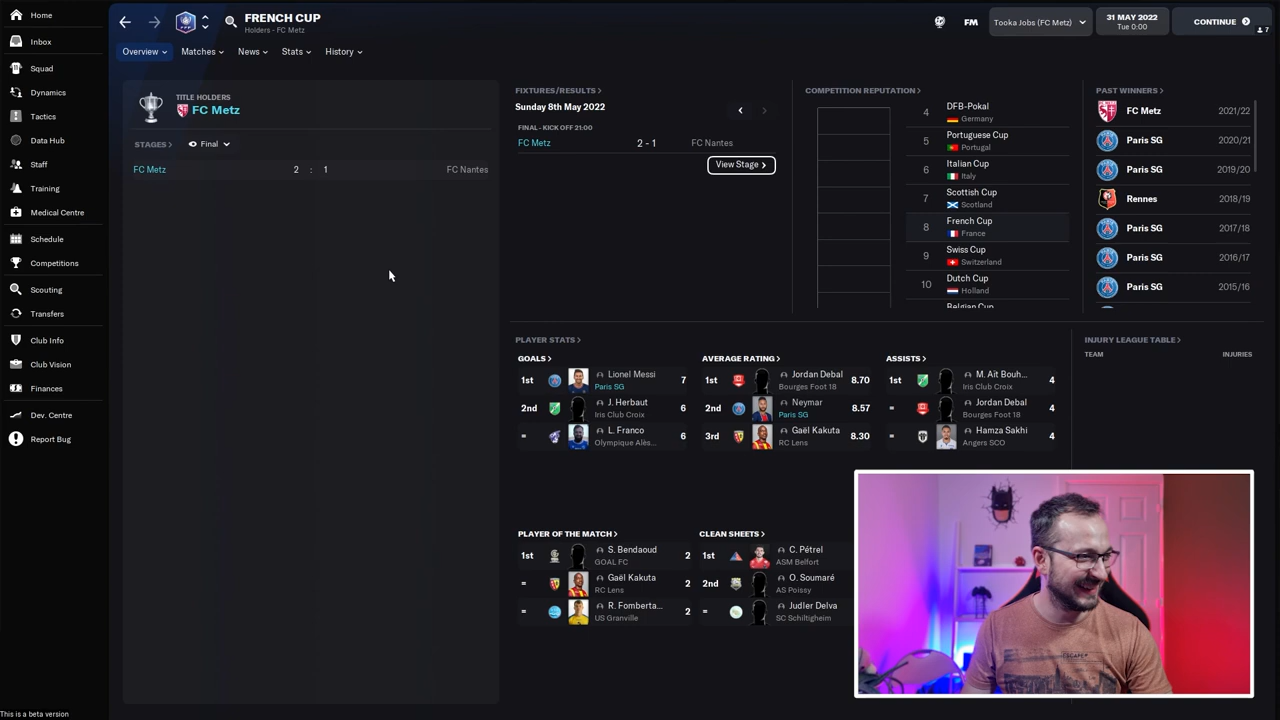 Home
Inbox
Squad
Dynamics
Tactics
Data Hub
Staff
Training
Medical Centre
Schedule
Competitions
Scouting
Transfers
Club Info
Club Vision
Finances
Dev. Centre
Report Bug
This is a beta version
FRENCH CUP
Holders - FC Metz
FM
Tooka Jobs (FC Metz)
31 MAY 2022
Tue 0:00
CONTINUE
7
Overview
Matches
News
Stats
History
TITLE HOLDERS
FC Metz
STAGES >
Final
FC Metz 2 : 1 FC Nantes
FIXTURES/RESULTS >
Sunday 8th May 2022
FINAL - KICK OFF 21:00
FC Metz 2 - 1 FC Nantes
View Stage >
COMPETITION REPUTATION >
4 DFB-Pokal
Germany
5 Portuguese Cup
Portugal
6 Italian Cup
Italy
7 Scottish Cup
Scotland
8 French Cup
France
9 Swiss Cup
Switzerland
10 Dutch Cup
Holland
Belgian Cup
PAST WINNERS >
FC Metz 2021/22
Paris SG 2020/21
Paris SG 2019/20
Rennes 2018/19
Paris SG 2017/18
Paris SG 2016/17
Paris SG 2015/16
PLAYER STATS >
GOALS >
1st Lionel Messi 7
Paris SG
2nd J. Herbaut 6
Iris Club Croix
= L. Franco 6
Olympique Alès...
AVERAGE RATING >
1st Jordan Debal 8.70
Bourges Foot 18
2nd Neymar 8.57
Paris SG
3rd Gaël Kakuta 8.30
RC Lens
ASSISTS >
1st M. Aït Bouh... 4
Iris Club Croix
= Jordan Debal 4
Bourges Foot 18
= Hamza Sakhi 4
Angers SCO
INJURY LEAGUE TABLE >
TEAM INJURIES
PLAYER OF THE MATCH >
1st S. Bendaoud 2
GOAL FC
= Gaël Kakuta 2
RC Lens
= R. Fomberta... 2
US Granville
CLEAN SHEETS >
1st C. Pétrel
ASM Belfort
2nd O. Soumaré
AS Poissy
= Judler Delva
SC Schiltigheim